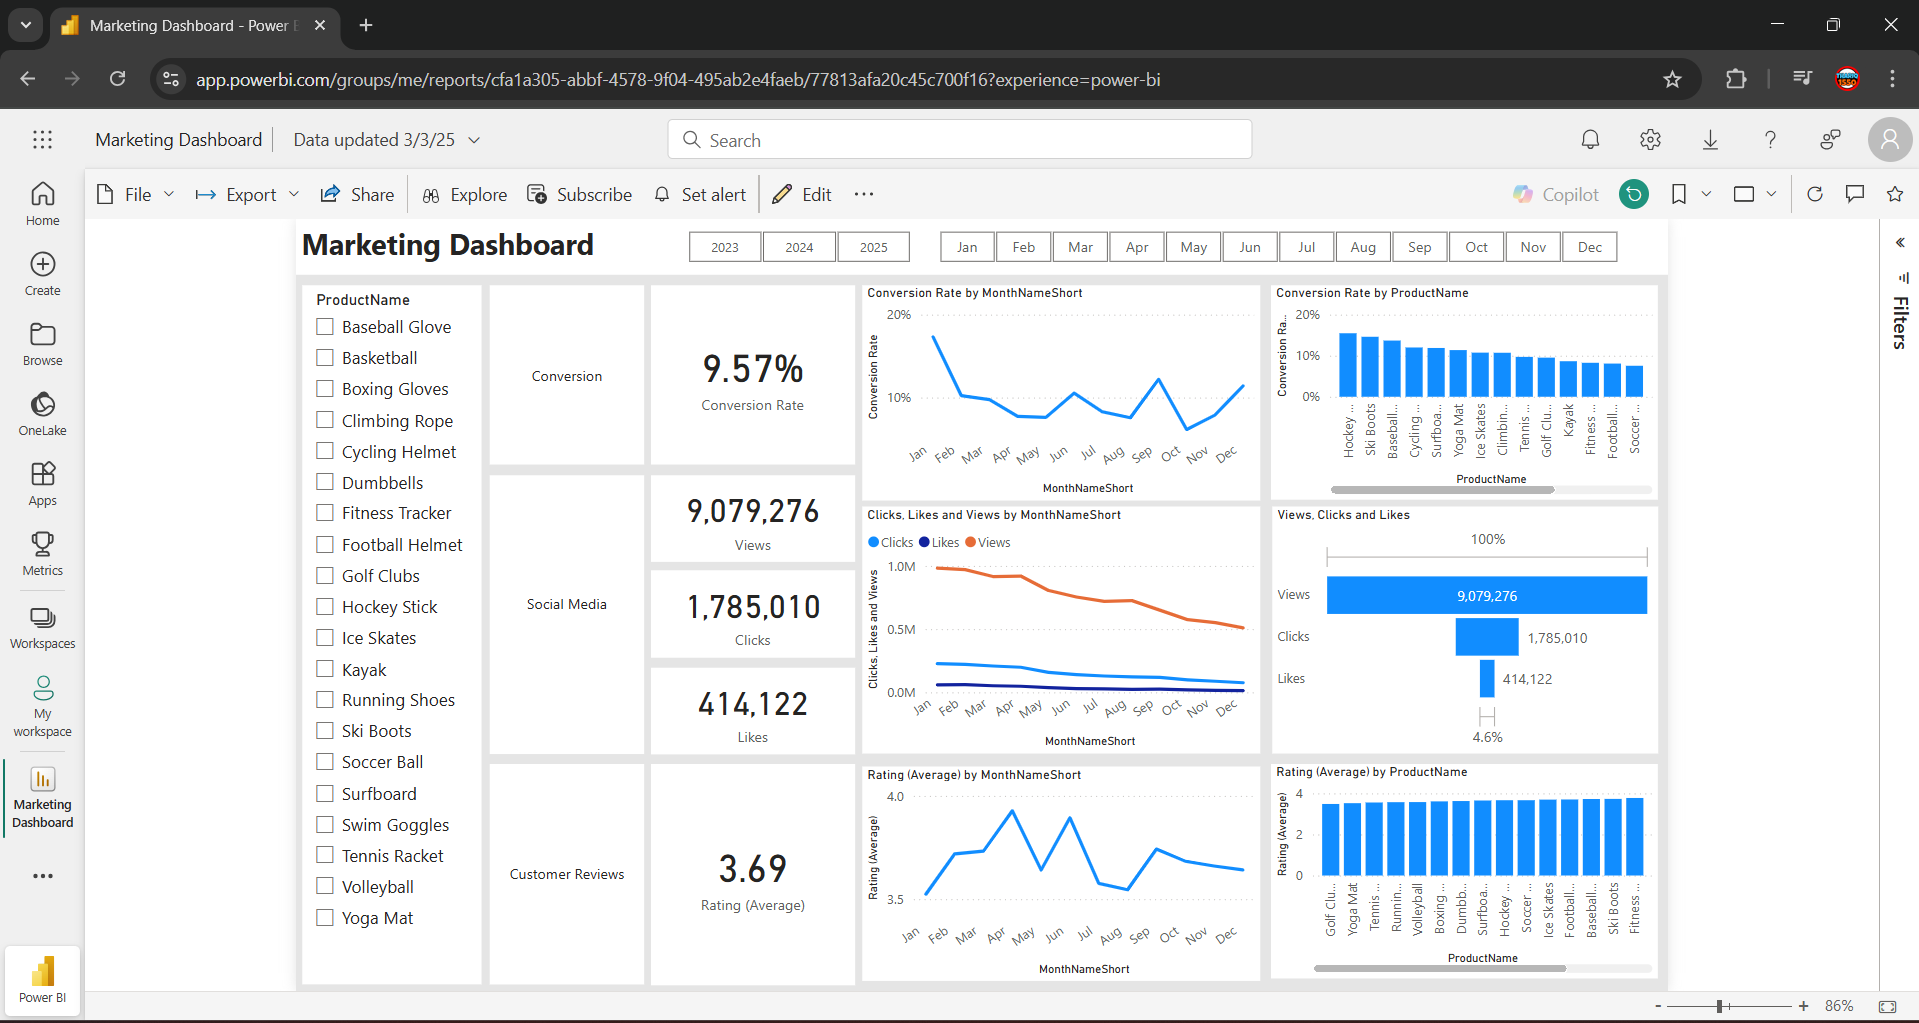 Marketing Dashboard - Power
app.powerbi.com/groups/me/reports/cfa1a305-abbf-4578-9f04-495ab2e4faeb/77813afa20c45c700f16?experience=power-bi
Marketing Dashboard
Data updated 3/3/25
Search
File
Export
Share
Explore
Subscribe
Set alert
Edit
Copilot
Home
Create
Browse
OneLake
Apps
Metrics
Workspaces
My
workspace
Marketing
Dashboard
Power BI
Marketing Dashboard
2023 2024 2025
Jan Feb Mar Apr May Jun Jul Aug Sep Oct Nov Dec
ProductName
Baseball Glove
Basketball
Boxing Gloves
Climbing Rope
Cycling Helmet
Dumbbells
Fitness Tracker
Football Helmet
Golf Clubs
Hockey Stick
Ice Skates
Kayak
Running Shoes
Ski Boots
Soccer Ball
Surfboard
Swim Goggles
Tennis Racket
Volleyball
Yoga Mat
Conversion
9.57%
Conversion Rate
Social Media
9,079,276
Views
1,785,010
Clicks
414,122
Likes
Customer Reviews
3.69
Rating (Average)
Conversion Rate by MonthNameShort
Conversion Rate
20%
10%
Jan Feb Mar Apr May Jun Jul Aug Sep Oct Nov Dec
MonthNameShort
Conversion Rate by ProductName
Conversion Ra...
20%
10%
0%
Hockey ...
Ski Boots
Baseball...
Cycling ...
Surfboa...
Yoga Mat
Ice Skates
Climbin...
Tennis ...
Golf Clu...
Kayak
Fitness ...
Football...
Soccer ...
ProductName
Clicks, Likes and Views by MonthNameShort
Clicks Likes Views
Clicks, Likes and Views
1.0M
0.5M
0.0M
Jan Feb Mar Apr May Jun Jul Aug Sep Oct Nov Dec
MonthNameShort
Views, Clicks and Likes
100%
Views 9,079,276
Clicks 1,785,010
Likes 414,122
4.6%
Rating (Average) by MonthNameShort
Rating (Average)
4.0
3.5
Jan Feb Mar Apr May Jun Jul Aug Sep Oct Nov Dec
MonthNameShort
Rating (Average) by ProductName
Rating (Average)
4
2
0
Golf Clu...
Yoga Mat
Tennis ...
Runnin...
Volleyball
Boxing ...
Dumbb...
Surfboa...
Hockey ...
Soccer ...
Ice Skates
Football...
Baseball...
Ski Boots
Fitness ...
ProductName
Filters
86%